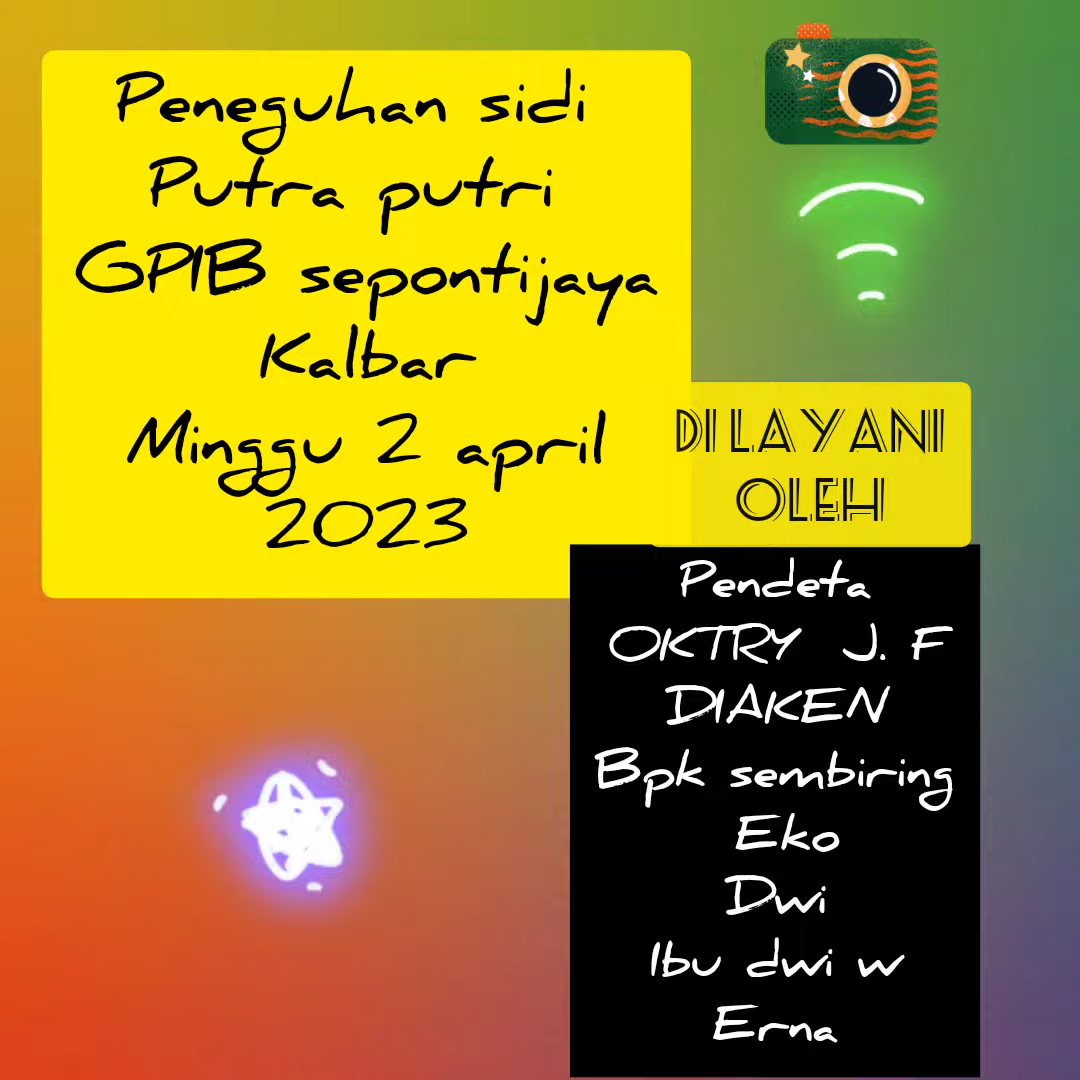 Peneguhan sidi
Putra putri
GPIB sepontijaya
Kalbar
Minggu 2 april
2023
DI LAYANI
OLEH
Pendeta
OKTRY J. F
DIAKEN
Bpk sembiring
Eko
Dwi
Ibu dwi w
Erna